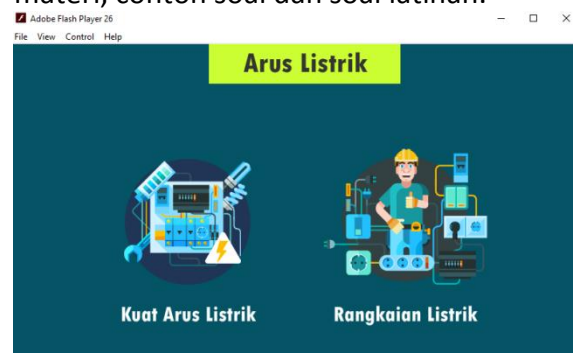 materi, contoh soal dan soal latihan.
Adobe Flash Player 26
File View Control Help
Arus Listrik
Kuat Arus Listrik
Rangkaian Listrik